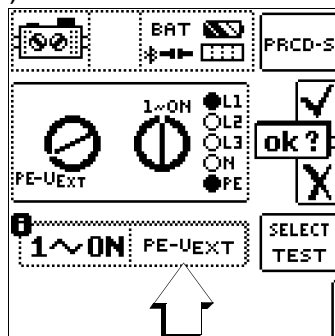 BAT
PRCD-S
1~ON
L1
L2
L3
N
PE
PE-UEXT
ok ?
1~ON PE-UEXT
SELECT
TEST